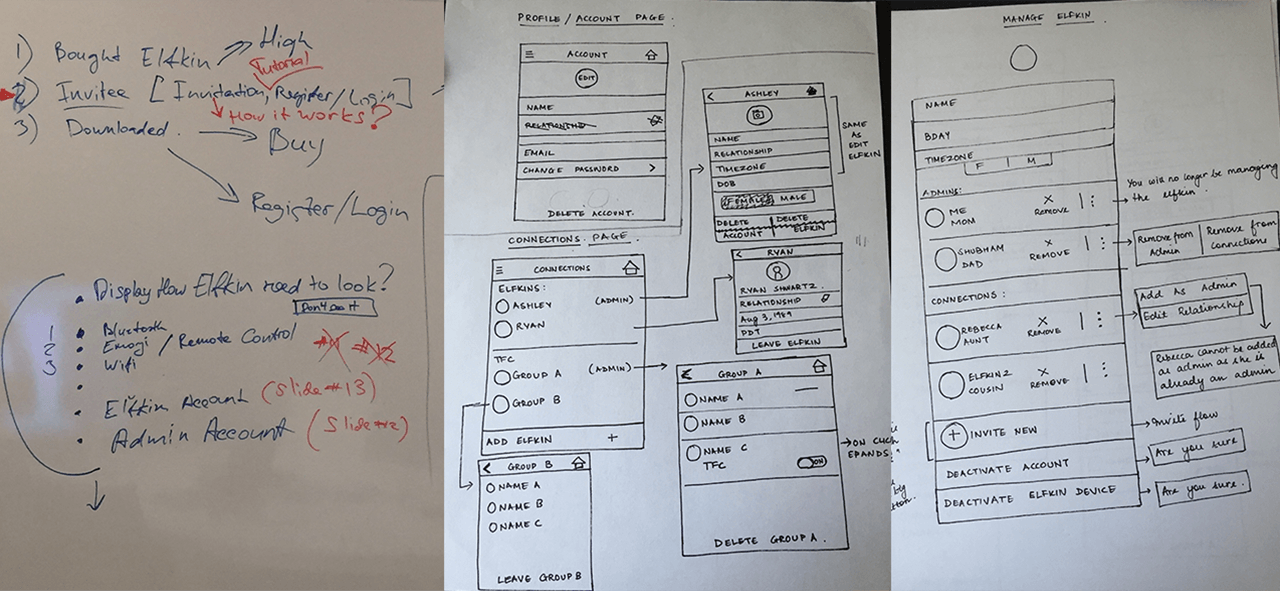 1) Bought Elfkin → High
Tutorial
2) Invitee [Invitation, Register/Login]
How it works?
3) Downloaded. → Buy
Register/Login
Display How Elfkin need to look?
Don't Do it
1 Bluetooth
2 Emogi / Remote Control
3 Wifi
#12
Elfkin Account (Slide #13)
Admin Account (Slide #12)
PROFILE / ACCOUNT PAGE.
ACCOUNT
EDIT
NAME
RELATIONSHIP
EMAIL
CHANGE PASSWORD >
DELETE ACCOUNT.
CONNECTIONS PAGE.
CONNECTIONS
ELFKINS:
ASHLEY (ADMIN)
RYAN
TFC
GROUP A (ADMIN)
GROUP B
ADD ELFKIN +
< GROUP B
NAME A
NAME B
NAME C
LEAVE GROUP B
< ASHLEY
NAME
RELATIONSHIP
TIMEZONE
DOB
FEMALE MALE
DELETE ACCOUNT
DELETE ELFKIN
SAME
AS
EDIT
ELFKIN
< RYAN
RYAN SHWARTZ.
RELATIONSHIP
Aug 3, 1989
PDT
LEAVE ELFKIN
< GROUP A
NAME A
NAME B
NAME C
TFC ON
DELETE GROUP A.
ON CLICK
EPANDS
MANAGE ELFKIN
NAME
BDAY
TIMEZONE
F | M
ADMINS:
ME
MOM
X
REMOVE
You will no longer be managing
the elfkin.
SHUBHAM
DAD
X
REMOVE
Remove from
Admin
Remove from
connections
CONNECTIONS:
REBECCA
AUNT
X
REMOVE
Add As Admin
Edit Relationship
Rebecca cannot be added
as admin as she is
already an admin
ELFKIN2
COUSIN
X
REMOVE
+ INVITE NEW
Invite flow
DEACTIVATE ACCOUNT
Are you sure
DEACTIVATE ELFKIN DEVICE
Are you sure.